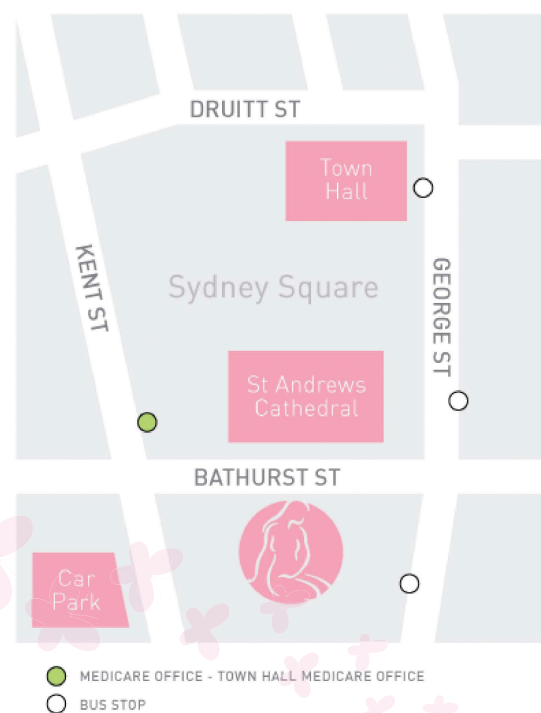 DRUITT ST
Town
Hall
KENT ST
Sydney Square
GEORGE ST
St Andrews
Cathedral
BATHURST ST
Car
Park
MEDICARE OFFICE - TOWN HALL MEDICARE OFFICE
BUS STOP